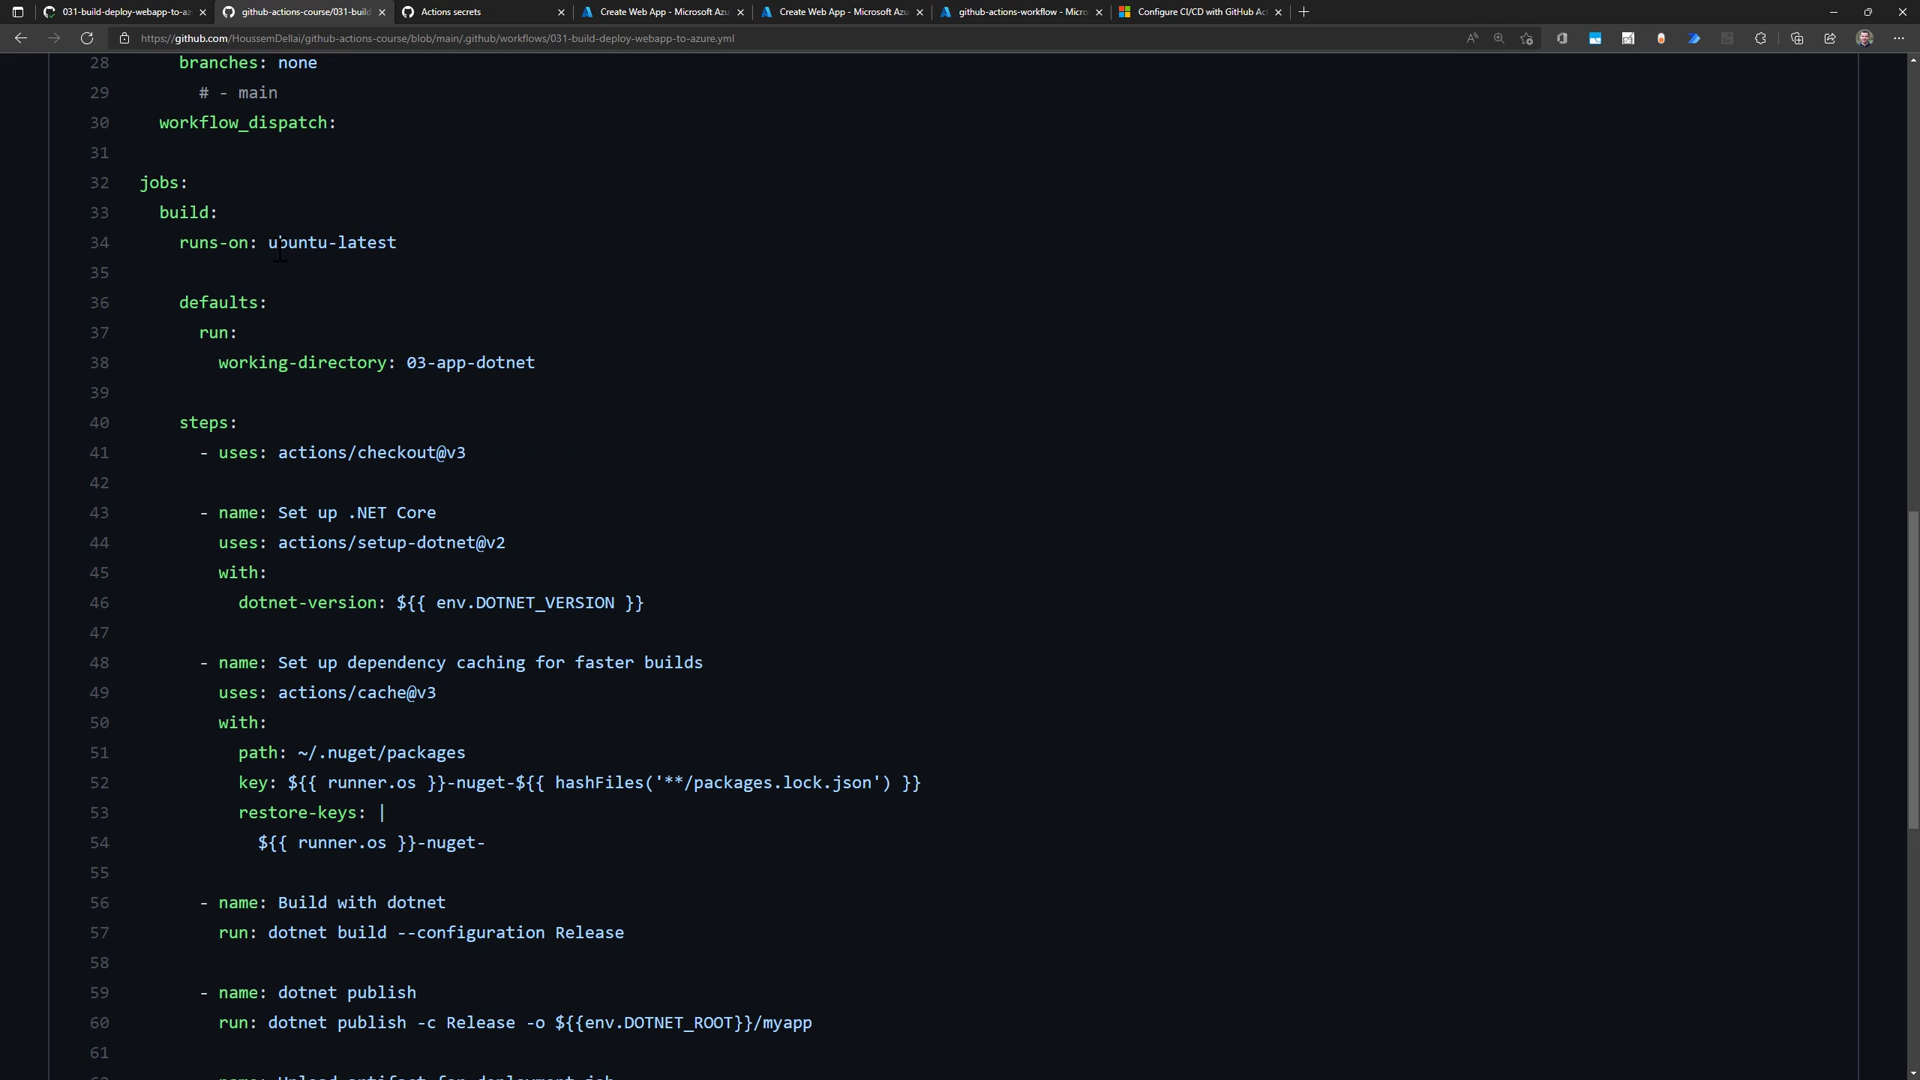 031-build-deploy-webapp-to-az
github-actions-course/031-build
Actions secrets
Create Web App - Microsoft Azu
Create Web App - Microsoft Azu
github-actions-workflow - Micro
Configure CI/CD with GitHub Ac
https://github.com/HoussemDellai/github-actions-course/blob/main/.github/workflows/031-build-deploy-webapp-to-azure.yml
28 branches: none
29 # - main
30 workflow_dispatch:
31
32 jobs:
33 build:
34 runs-on: ubuntu-latest
35
36 defaults:
37 run:
38 working-directory: 03-app-dotnet
39
40 steps:
41 - uses: actions/checkout@v3
42
43 - name: Set up .NET Core
44 uses: actions/setup-dotnet@v2
45 with:
46 dotnet-version: ${{ env.DOTNET_VERSION }}
47
48 - name: Set up dependency caching for faster builds
49 uses: actions/cache@v3
50 with:
51 path: ~/.nuget/packages
52 key: ${{ runner.os }}-nuget-${{ hashFiles('**/packages.lock.json') }}
53 restore-keys: |
54 ${{ runner.os }}-nuget-
55
56 - name: Build with dotnet
57 run: dotnet build --configuration Release
58
59 - name: dotnet publish
60 run: dotnet publish -c Release -o ${{env.DOTNET_ROOT}}/myapp
61